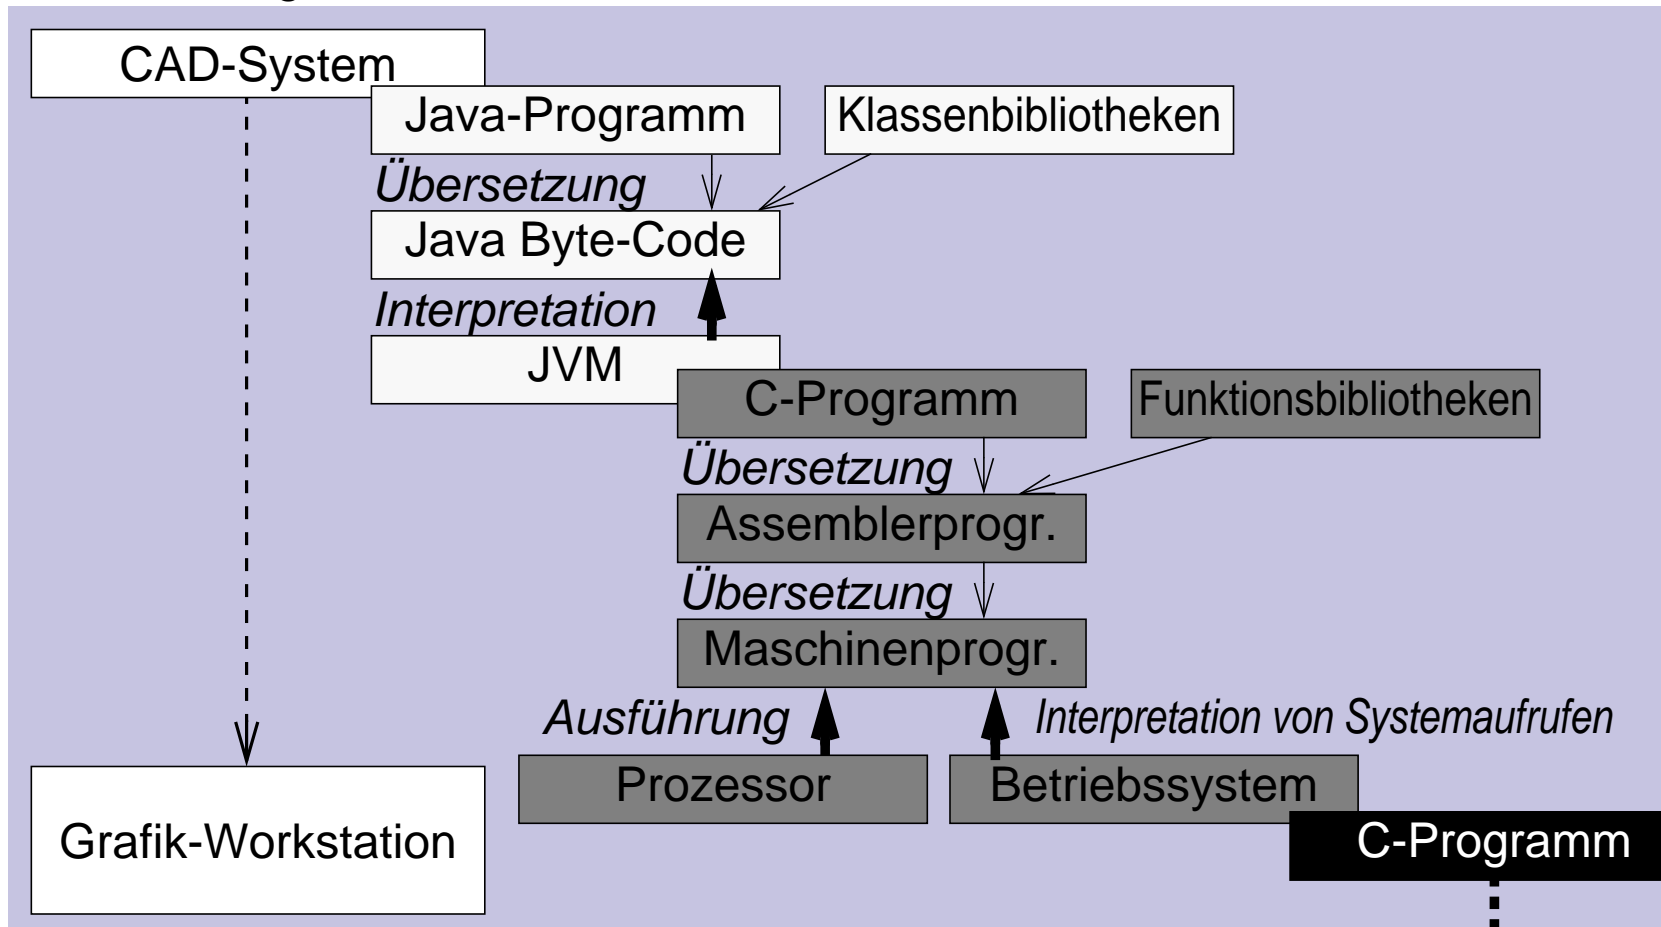 CAD-System
Java-Programm
Klassenbibliotheken
Übersetzung
Java Byte-Code
Interpretation
JVM
C-Programm
Funktionsbibliotheken
Übersetzung
Assemblerprogr.
Übersetzung
Maschinenprogr.
Ausführung
Interpretation von Systemaufrufen
Prozessor
Betriebssystem
Grafik-Workstation
C-Programm